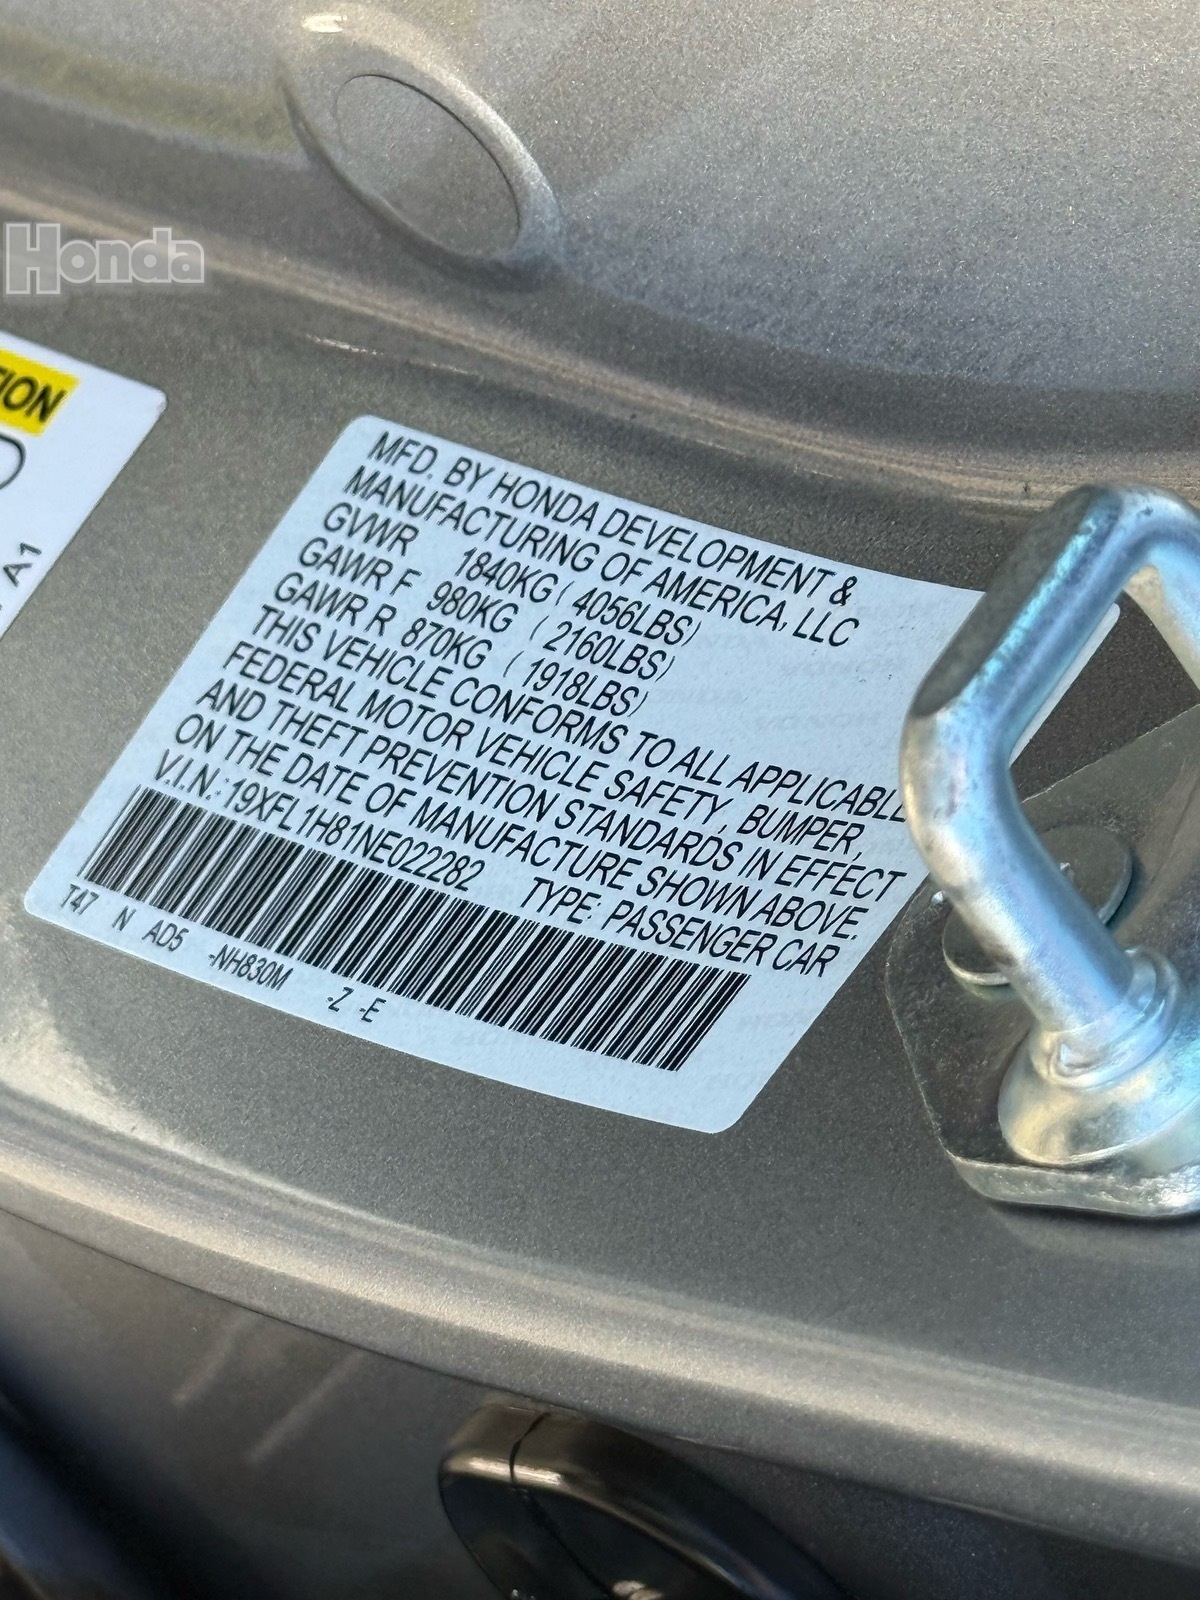 Honda
TION
A1
MFD. BY HONDA DEVELOPMENT &
MANUFACTURING OF AMERICA, LLC
GVWR 1840KG ( 4056LBS)
GAWR F 980KG ( 2160LBS)
GAWR R 870KG ( 1918LBS)
THIS VEHICLE CONFORMS TO ALL APPLICABLE
FEDERAL MOTOR VEHICLE SAFETY, BUMPER,
AND THEFT PREVENTION STANDARDS IN EFFECT
ON THE DATE OF MANUFACTURE SHOWN ABOVE.
V.I.N.: 19XFL1H81NE022282 TYPE: PASSENGER CAR
T47 N AD5 -NH830M -Z -E